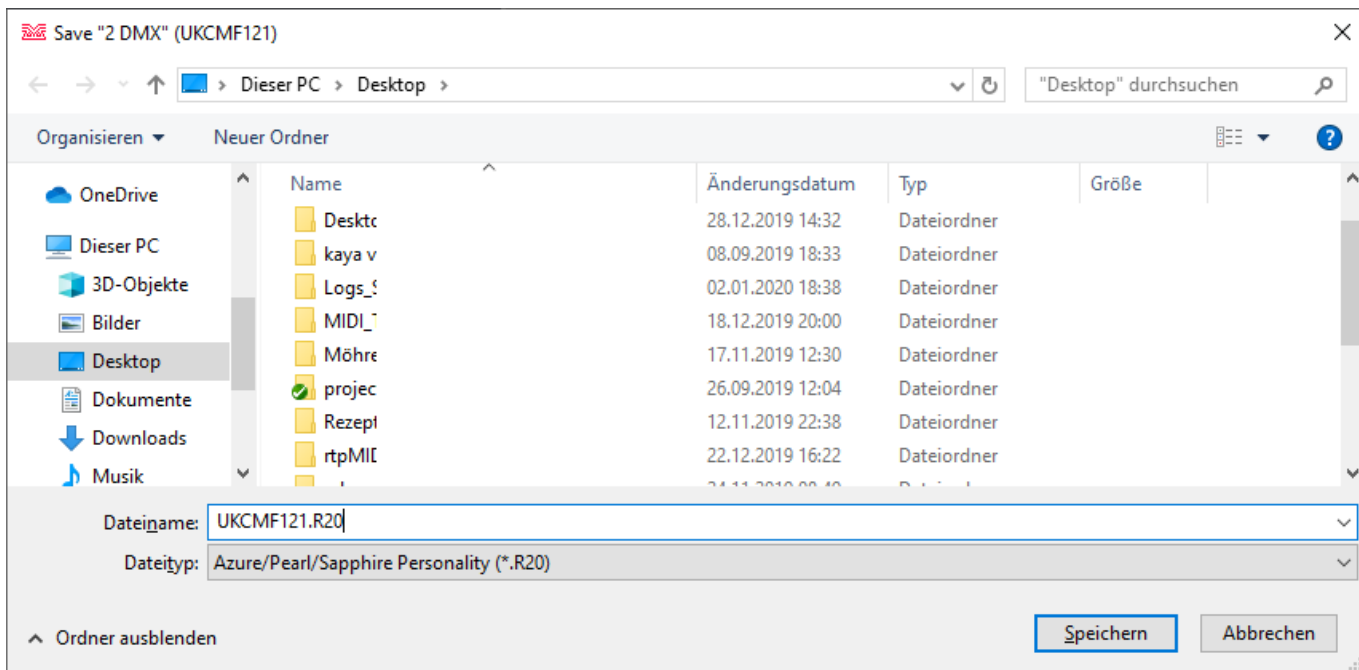 Save "2 DMX" (UKCMF121)
Dieser PC > Desktop >
"Desktop" durchsuchen
Organisieren
Neuer Ordner
OneDrive
Dieser PC
3D-Objekte
Bilder
Desktop
Dokumente
Downloads
Musik
Name Änderungsdatum Typ Größe
Deskto 28.12.2019 14:32 Dateiordner
kaya v 08.09.2019 18:33 Dateiordner
Logs_S 02.01.2020 18:38 Dateiordner
MIDI_T 18.12.2019 20:00 Dateiordner
Möhre 17.11.2019 12:30 Dateiordner
projec 26.09.2019 12:04 Dateiordner
Rezept 12.11.2019 22:38 Dateiordner
rtpMID 22.12.2019 16:22 Dateiordner
Dateiname: UKCMF121.R20
Dateityp: Azure/Pearl/Sapphire Personality (*.R20)
Ordner ausblenden
Speichern
Abbrechen